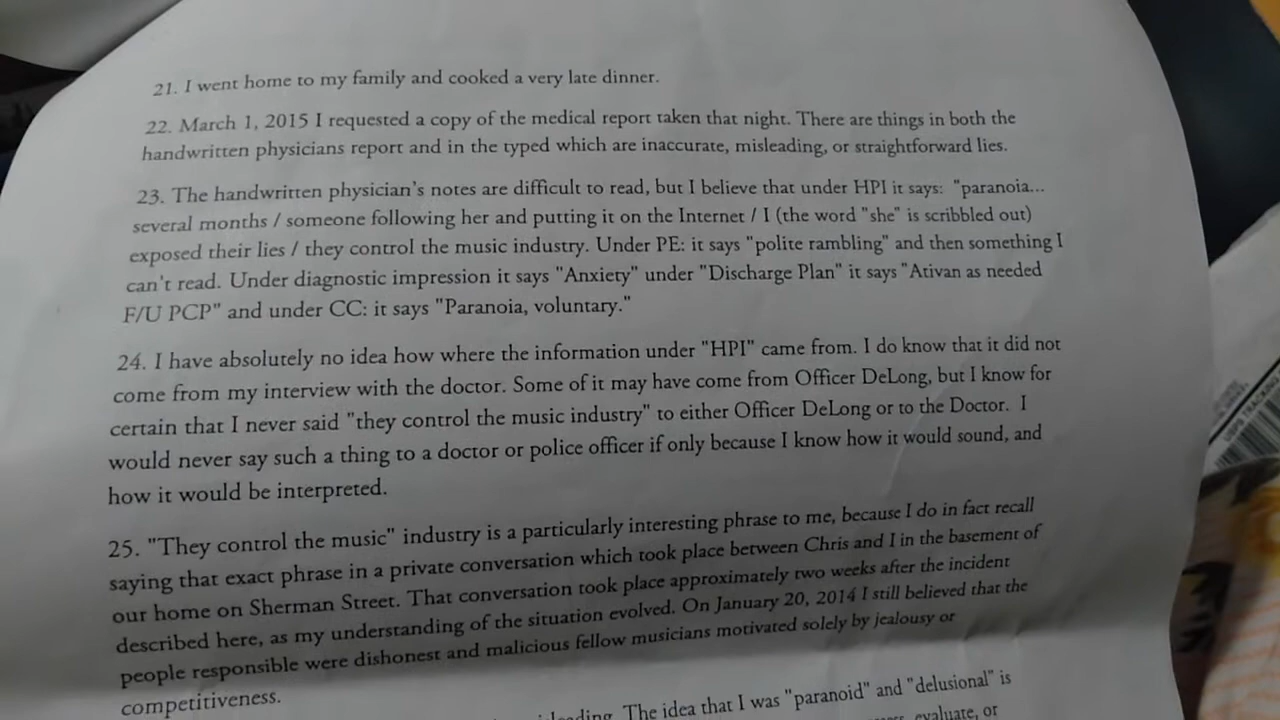 21. I went home to my family and cooked a very late dinner.
22. March 1, 2015 I requested a copy of the medical report taken that night. There are things in both the
handwritten physicians report and in the typed which are inaccurate, misleading, or straightforward lies.
23. The handwritten physician's notes are difficult to read, but I believe that under HPI it says: "paranoia...
several months / someone following her and putting it on the Internet / I (the word "she" is scribbled out)
exposed their lies / they control the music industry. Under PE: it says "polite rambling" and then something I
can't read. Under diagnostic impression it says "Anxiety" under "Discharge Plan" it says "Ativan as needed
F/U PCP" and under CC: it says "Paranoia, voluntary."
24. I have absolutely no idea how where the information under "HPI" came from. I do know that it did not
come from my interview with the doctor. Some of it may have come from Officer DeLong, but I know for
certain that I never said "they control the music industry" to either Officer DeLong or to the Doctor. I
would never say such a thing to a doctor or police officer if only because I know how it would sound, and
how it would be interpreted.
25. "They control the music" industry is a particularly interesting phrase to me, because I do in fact recall
saying that exact phrase in a private conversation which took place between Chris and I in the basement of
our home on Sherman Street. That conversation took place approximately two weeks after the incident
described here, as my understanding of the situation evolved. On January 20, 2014 I still believed that the
people responsible were dishonest and malicious fellow musicians motivated solely by jealousy or
competitiveness.
The idea that I was "paranoid" and "delusional" is
evaluate, or